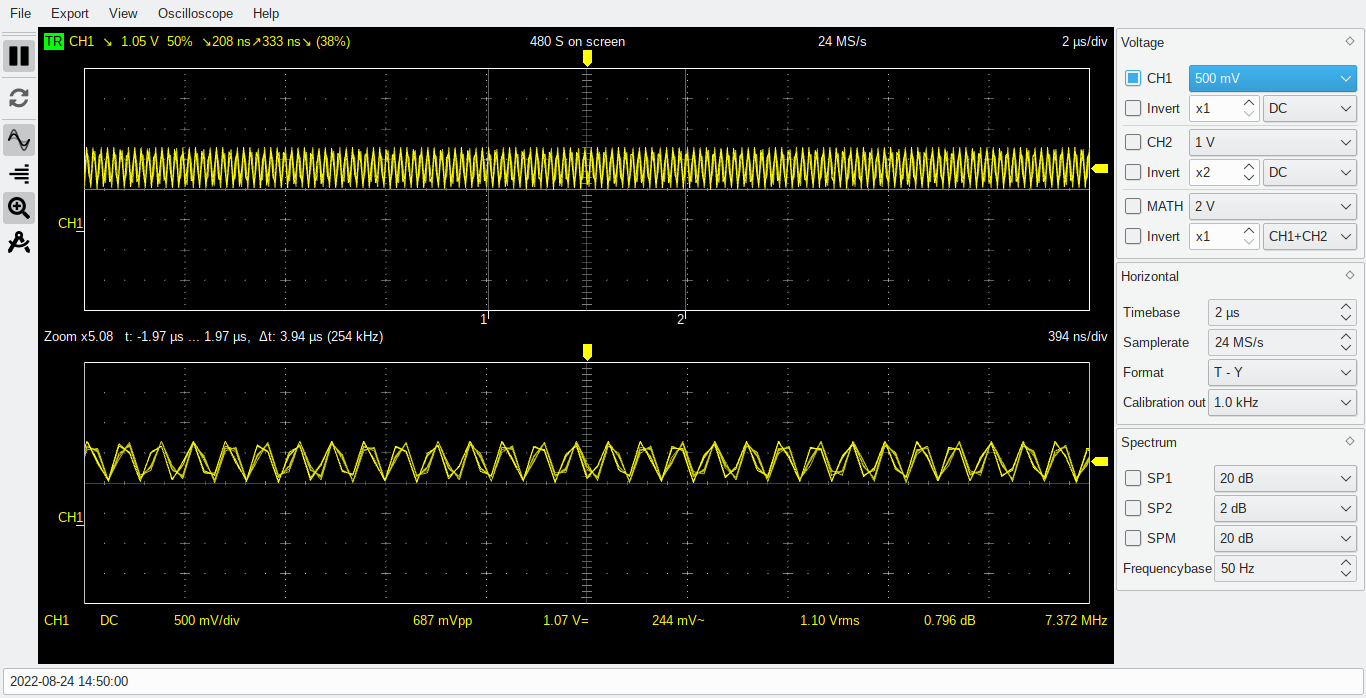 File Export View Oscilloscope Help
TR CH1 ↘ 1.05 V 50% ↘208 ns↗333 ns↘ (38%) 480 S on screen 24 MS/s 2 µs/div
CH1
1 2
Zoom x5.08 t: -1.97 µs ... 1.97 µs, Δt: 3.94 µs (254 kHz) 394 ns/div
CH1
CH1 DC 500 mV/div 687 mVpp 1.07 V= 244 mV~ 1.10 Vrms 0.796 dB 7.372 MHz
Voltage
CH1 500 mV
Invert x1 DC
CH2 1 V
Invert x2 DC
MATH 2 V
Invert x1 CH1+CH2
Horizontal
Timebase 2 µs
Samplerate 24 MS/s
Format T - Y
Calibration out 1.0 kHz
Spectrum
SP1 20 dB
SP2 2 dB
SPM 20 dB
Frequencybase 50 Hz
2022-08-24 14:50:00